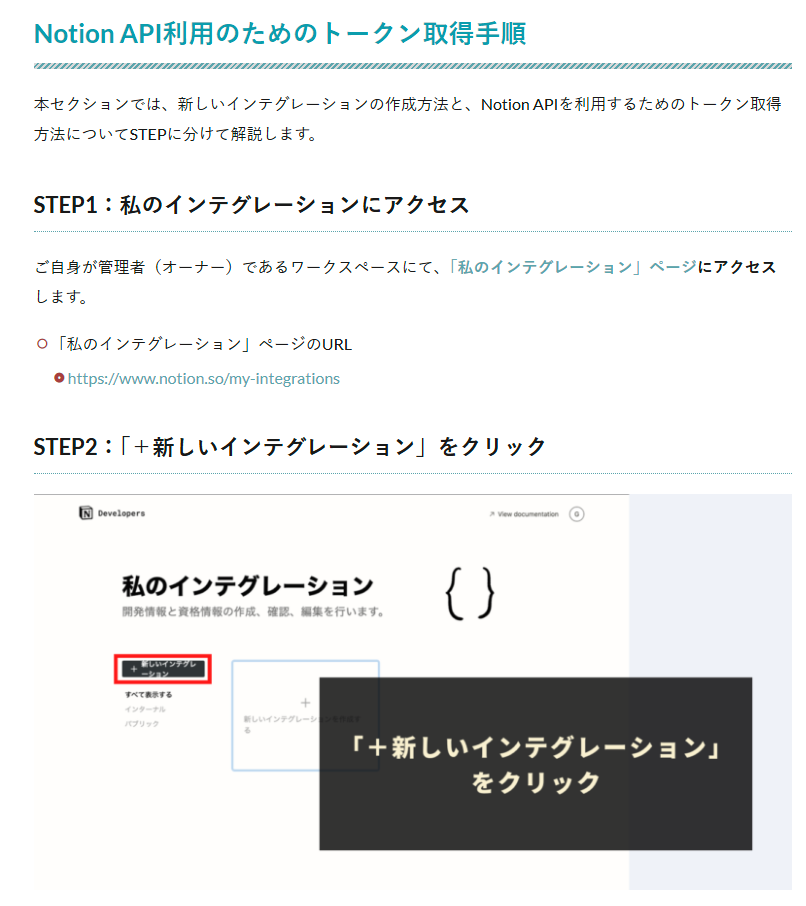 Notion API利用のためのトークン取得手順
本セクションでは、新しいインテグレーションの作成方法と、Notion APIを利用するためのトークン取得
方法についてSTEPに分けて解説します。
STEP1：私のインテグレーションにアクセス
ご自身が管理者（オーナー）であるワークスペースにて、「私のインテグレーション」ページにアクセス
します。
「私のインテグレーション」ページのURL
https://www.notion.so/my-integrations
STEP2：「＋新しいインテグレーション」をクリック
Developers
↗ View documentation G
私のインテグレーション
開発情報と資格情報の作成、確認、編集を行います。
{ }
＋ 新しいインテグレ
ーション
すべて表示する
インターナル
パブリック
＋
新しいインテグレーションを作成す
る
「＋新しいインテグレーション」
をクリック